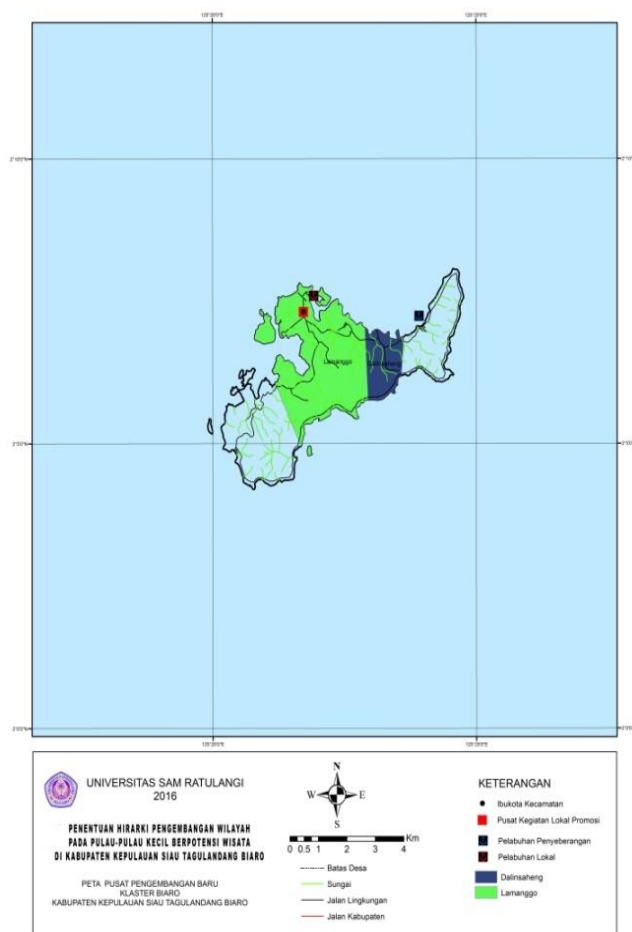 Lamanggo
Dalinsaheng
UNIVERSITAS SAM RATULANGI
2016
PENENTUAN HIRARKI PENGEMBANGAN WILAYAH
PADA PULAU-PULAU KECIL BERPOTENSI WISATA
DI KABUPATEN KEPULAUAN SIAU TAGULANDANG BIARO
PETA PUSAT PENGEMBANGAN BARU
KLASTER BIARO
KABUPATEN KEPULAUAN SIAU TAGULANDANG BIARO
N
W E
S
Km
0 0.5 1 2 3 4
Batas Desa
Sungai
Jalan Lingkungan
Jalan Kabupaten
KETERANGAN
Ibukota Kecamatan
Pusat Kegiatan Lokal Promosi
Pelabuhan Penyeberangan
Pelabuhan Lokal
Dalinsaheng
Lamanggo